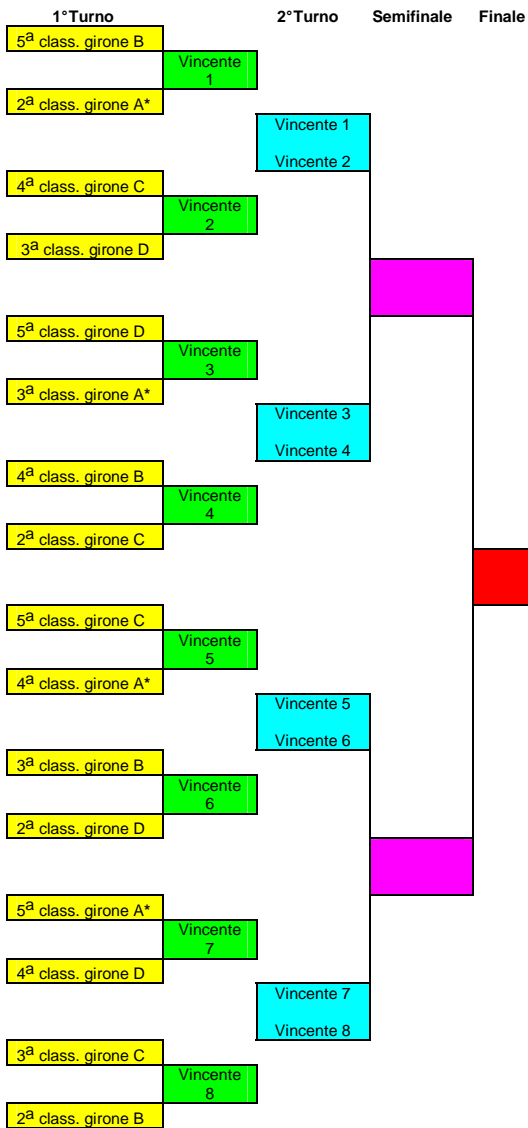 1°Turno 2°Turno Semifinale Finale
5ª class. girone B
Vincente
1
2ª class. girone A*
Vincente 1
Vincente 2
4ª class. girone C
Vincente
2
3ª class. girone D
5ª class. girone D
Vincente
3
3ª class. girone A*
Vincente 3
Vincente 4
4ª class. girone B
Vincente
4
2ª class. girone C
5ª class. girone C
Vincente
5
4ª class. girone A*
Vincente 5
Vincente 6
3ª class. girone B
Vincente
6
2ª class. girone D
5ª class. girone A*
Vincente
7
4ª class. girone D
Vincente 7
Vincente 8
3ª class. girone C
Vincente
8
2ª class. girone B